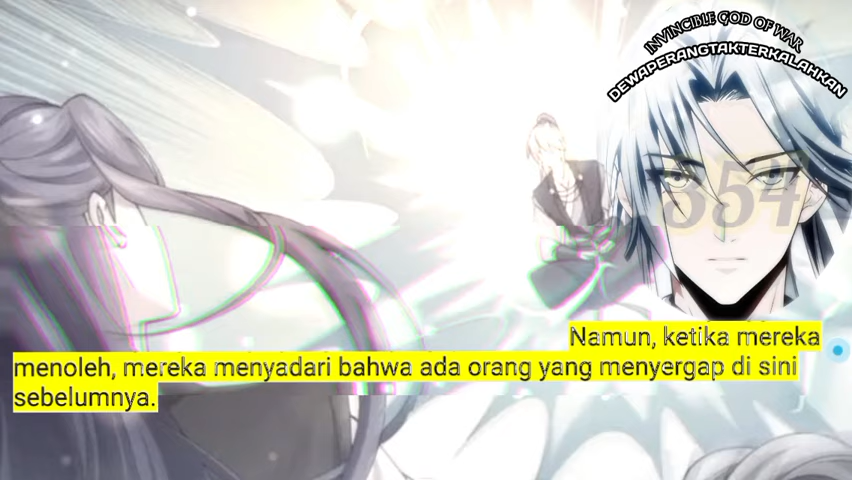 INVINCIBLE GOD OF WAR
DEWAPERANGTAKTERKALAHKAN
354
Namun, ketika mereka
menoleh, mereka menyadari bahwa ada orang yang menyergap di sini
sebelumnya.